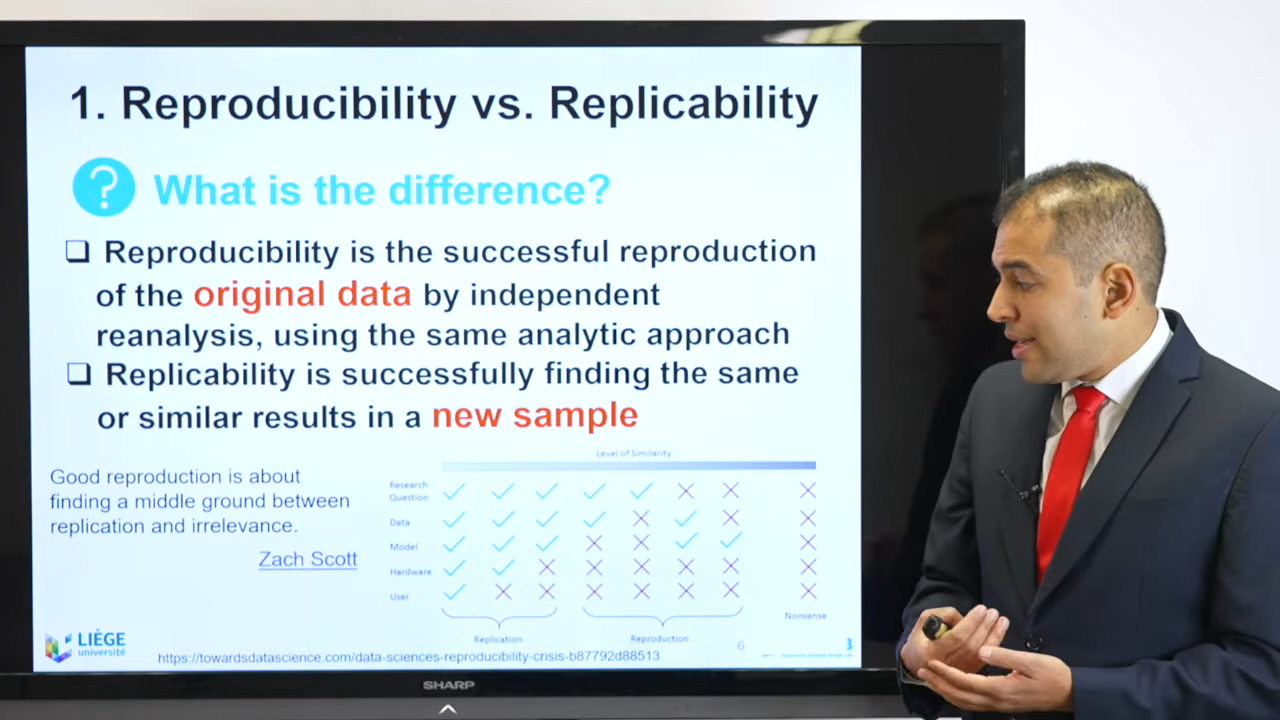 1. Reproducibility vs. Replicability
?
What is the difference?
Reproducibility is the successful reproduction
of the original data by independent
reanalysis, using the same analytic approach
Replicability is successfully finding the same
or similar results in a new sample
Good reproduction is about
finding a middle ground between
replication and irrelevance.
Zach Scott
Level of Similarity
Research
Question
Data
Model
Hardware
User
Replication
Reproduction
Nonsense
LIÈGE
université
https://towardsdatascience.com/data-sciences-reproducibility-crisis-b87792d88513
6
SHARP